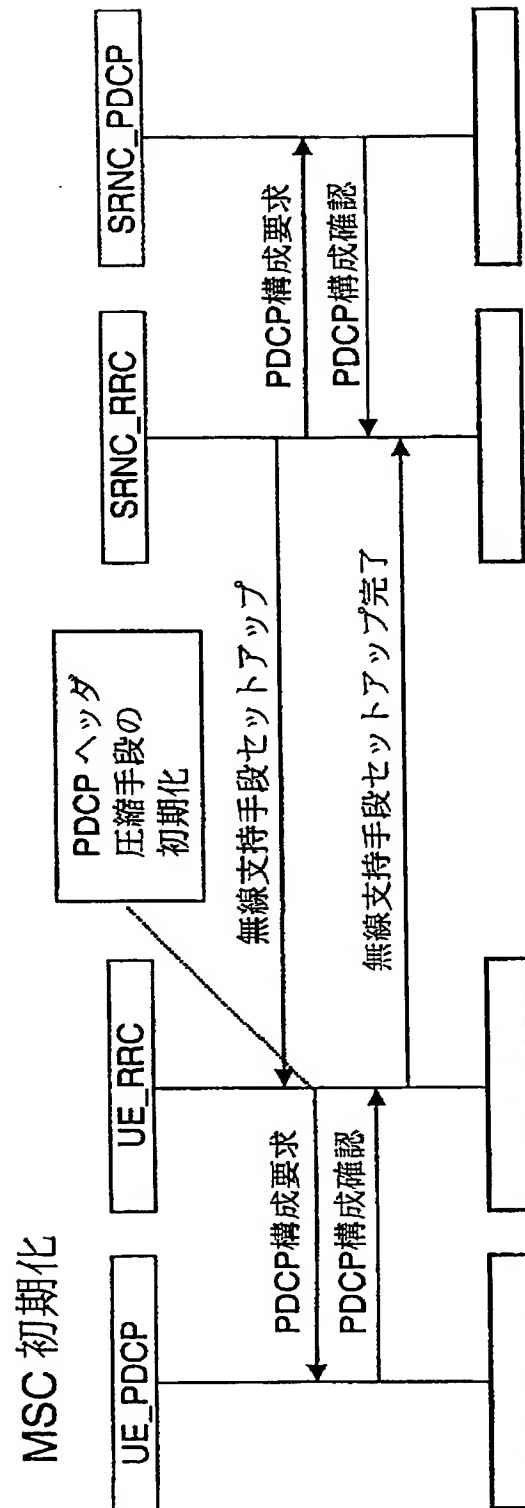 MSC 初期化
UE_PDCP
UE_RRC
SRNC_RRC
SRNC_PDCP
PDCP ヘッダ
圧縮手段の
初期化
無線支持手段セットアップ
PDCP構成要求
PDCP構成確認
PDCP構成要求
PDCP構成確認
無線支持手段セットアップ完了